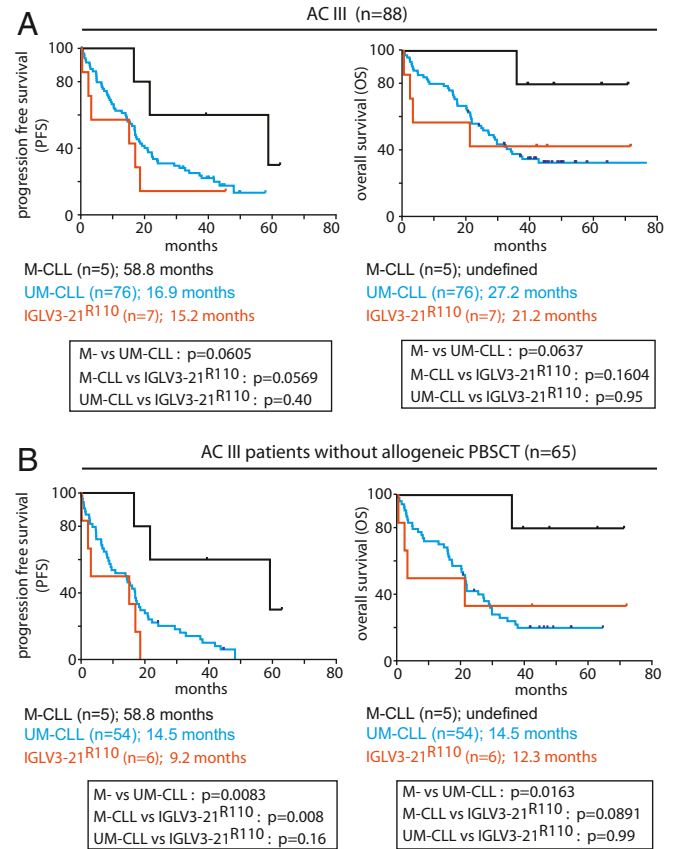 A
AC III (n=88)
progression free survival
(PFS)
100
80
40
0
0 20 40 60 80
months
M-CLL (n=5); 58.8 months
UM-CLL (n=76); 16.9 months
IGLV3-21R110 (n=7); 15.2 months
M- vs UM-CLL : p=0.0605
M-CLL vs IGLV3-21R110 : p=0.0569
UM-CLL vs IGLV3-21R110 : p=0.40
overall survival (OS)
100
80
40
0
0 20 40 60 80
months
M-CLL (n=5); undefined
UM-CLL (n=76); 27.2 months
IGLV3-21R110 (n=7); 21.2 months
M- vs UM-CLL : p=0.0637
M-CLL vs IGLV3-21R110 : p=0.1604
UM-CLL vs IGLV3-21R110 : p=0.95
B
AC III patients without allogeneic PBSCT (n=65)
progression free survival
(PFS)
100
80
40
0
0 20 40 60 80
months
M-CLL (n=5); 58.8 months
UM-CLL (n=54); 14.5 months
IGLV3-21R110 (n=6); 9.2 months
M- vs UM-CLL : p=0.0083
M-CLL vs IGLV3-21R110 : p=0.008
UM-CLL vs IGLV3-21R110 : p=0.16
overall survival (OS)
100
80
40
0
0 20 40 60 80
months
M-CLL (n=5); undefined
UM-CLL (n=54); 14.5 months
IGLV3-21R110 (n=6); 12.3 months
M- vs UM-CLL : p=0.0163
M-CLL vs IGLV3-21R110 : p=0.0891
UM-CLL vs IGLV3-21R110 : p=0.99